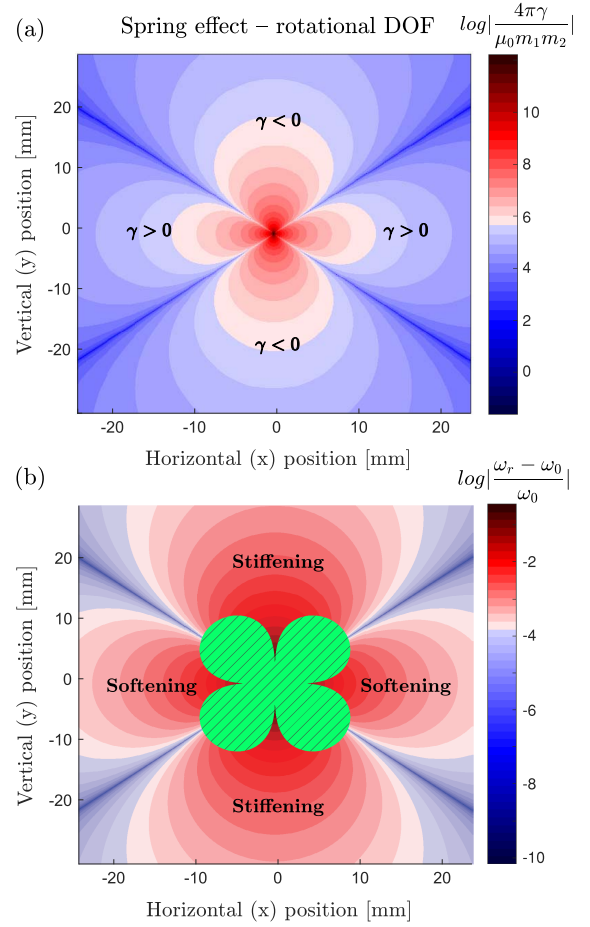 (a)
Spring effect – rotational DOF
log|4πγ/μ₀m₁m₂|
20
10
0
-10
-20
Vertical (y) position [mm]
γ < 0
γ > 0
γ > 0
γ < 0
10
8
6
4
2
0
-20
-10
0
10
20
Horizontal (x) position [mm]
(b)
log|ωᵣ − ω₀/ω₀|
20
10
0
-10
-20
Vertical (y) position [mm]
Stiffening
Softening
Softening
Stiffening
-2
-4
-6
-8
-10
-20
-10
0
10
20
Horizontal (x) position [mm]